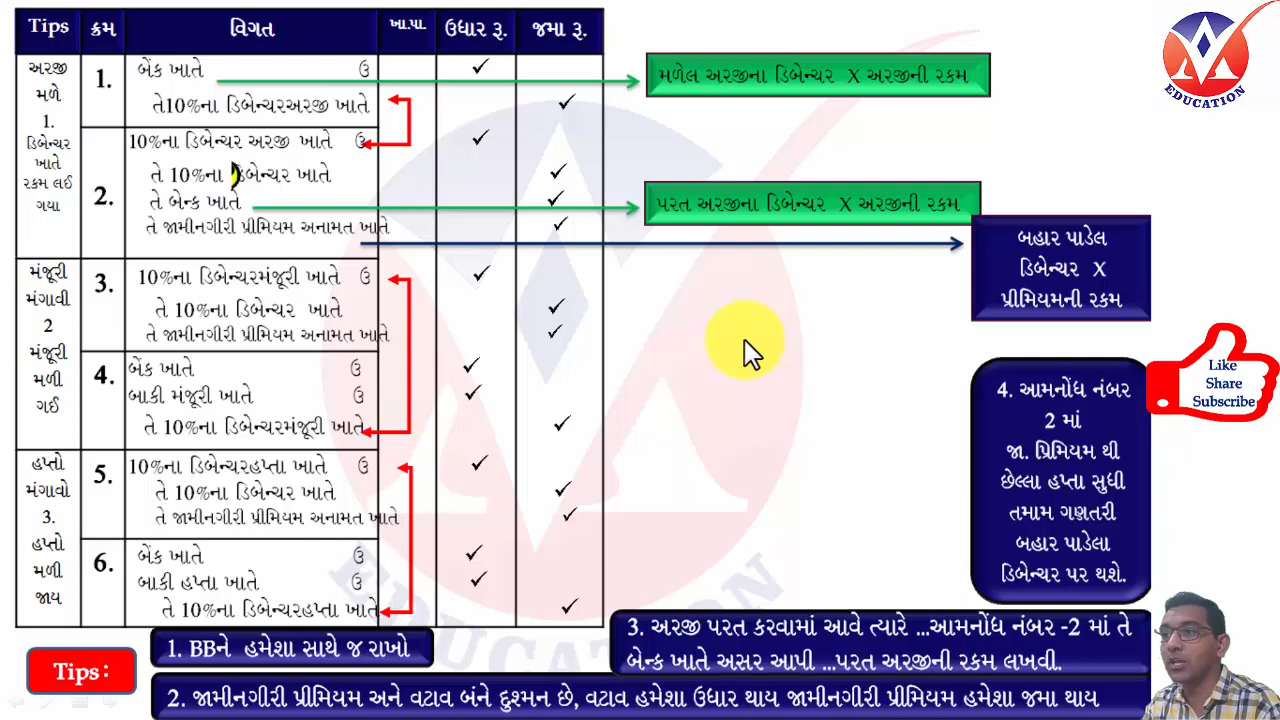 Tips ક્રમ વિગત ખા.પા. ઉધાર રૂ. જમા રૂ.
અરજી
મળે
1.
ડિબેન્ચર
ખાતે
રકમ લઈ
ગયા
1. બેંક ખાતે ઉ
તે10%ના ડિબેન્ચરઅરજી ખાતે
2. 10%ના ડિબેન્ચર અરજી ખાતે ઉ
તે 10%ના ડિબેન્ચર ખાતે
તે બેન્ક ખાતે
તે જામીનગીરી પ્રીમિયમ અનામત ખાતે
મંજૂરી
મંગાવી
2
મંજૂરી
મળી
ગઈ
3. 10%ના ડિબેન્ચરમંજૂરી ખાતે ઉ
તે 10%ના ડિબેન્ચર ખાતે
તે જામીનગીરી પ્રીમિયમ અનામત ખાતે
4. બેંક ખાતે ઉ
બાકી મંજૂરી ખાતે ઉ
તે 10%ના ડિબેન્ચરમંજૂરી ખાતે
હપ્તો
મંગાવો
3.
હપ્તો
મળી
જાય
5. 10%ના ડિબેન્ચરહપ્તા ખાતે ઉ
તે 10%ના ડિબેન્ચર ખાતે
તે જામીનગીરી પ્રીમિયમ અનામત ખાતે
6. બેંક ખાતે ઉ
બાકી હપ્તા ખાતે ઉ
તે 10%ના ડિબેન્ચરહપ્તા ખાતે
મળેલ અરજીના ડિબેન્ચર X અરજીની રકમ
પરત અરજીના ડિબેન્ચર X અરજીની રકમ
બહાર પાડેલ
ડિબેન્ચર X
પ્રીમિયમની રકમ
EDUCATION
Like
Share
Subscribe
4. આમનોંધ નંબર
2 માં
જા. પ્રિમિયમ થી
છેલ્લા હપ્તા સુધી
તમામ ગણતરી
બહાર પાડેલા
ડિબેન્ચર પર થશે.
Tips:
1. BBને હમેશા સાથે જ રાખો
3. અરજી પરત કરવામાં આવે ત્યારે ...આમનોંધ નંબર -2 માં તે
બેન્ક ખાતે અસર આપી ...પરત અરજીની રકમ લખવી.
2. જામીનગીરી પ્રીમિયમ અને વટાવ બંને દુશ્મન છે, વટાવ હમેશા ઉધાર થાય જામીનગીરી પ્રીમિયમ હમેશા જમા થાય
EDUCATION